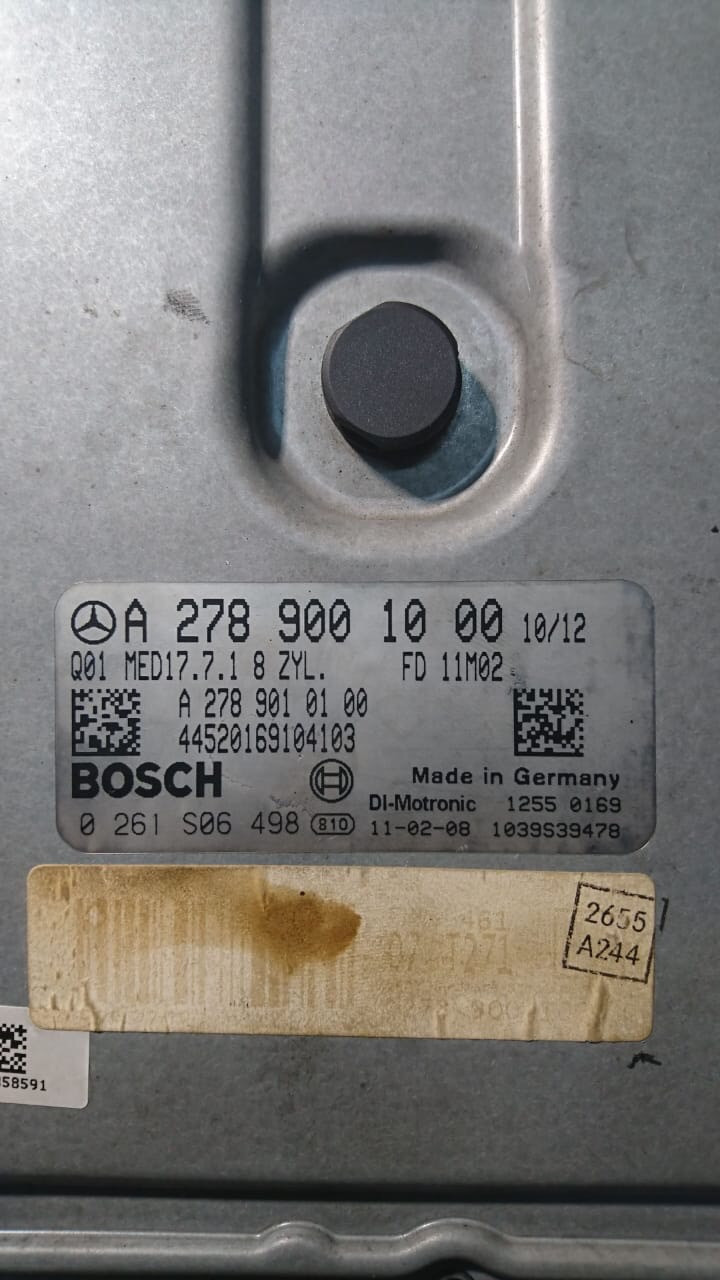 A 278 900 10 00 10/12
Q01 MED17.7.1 8 ZYL. FD 11M02
A 278 901 01 00
44520169104103
BOSCH
Made in Germany
DI-Motronic 1255 0169
0 261 S06 498 810 11-02-08 1039S39478
2655
A244
58591